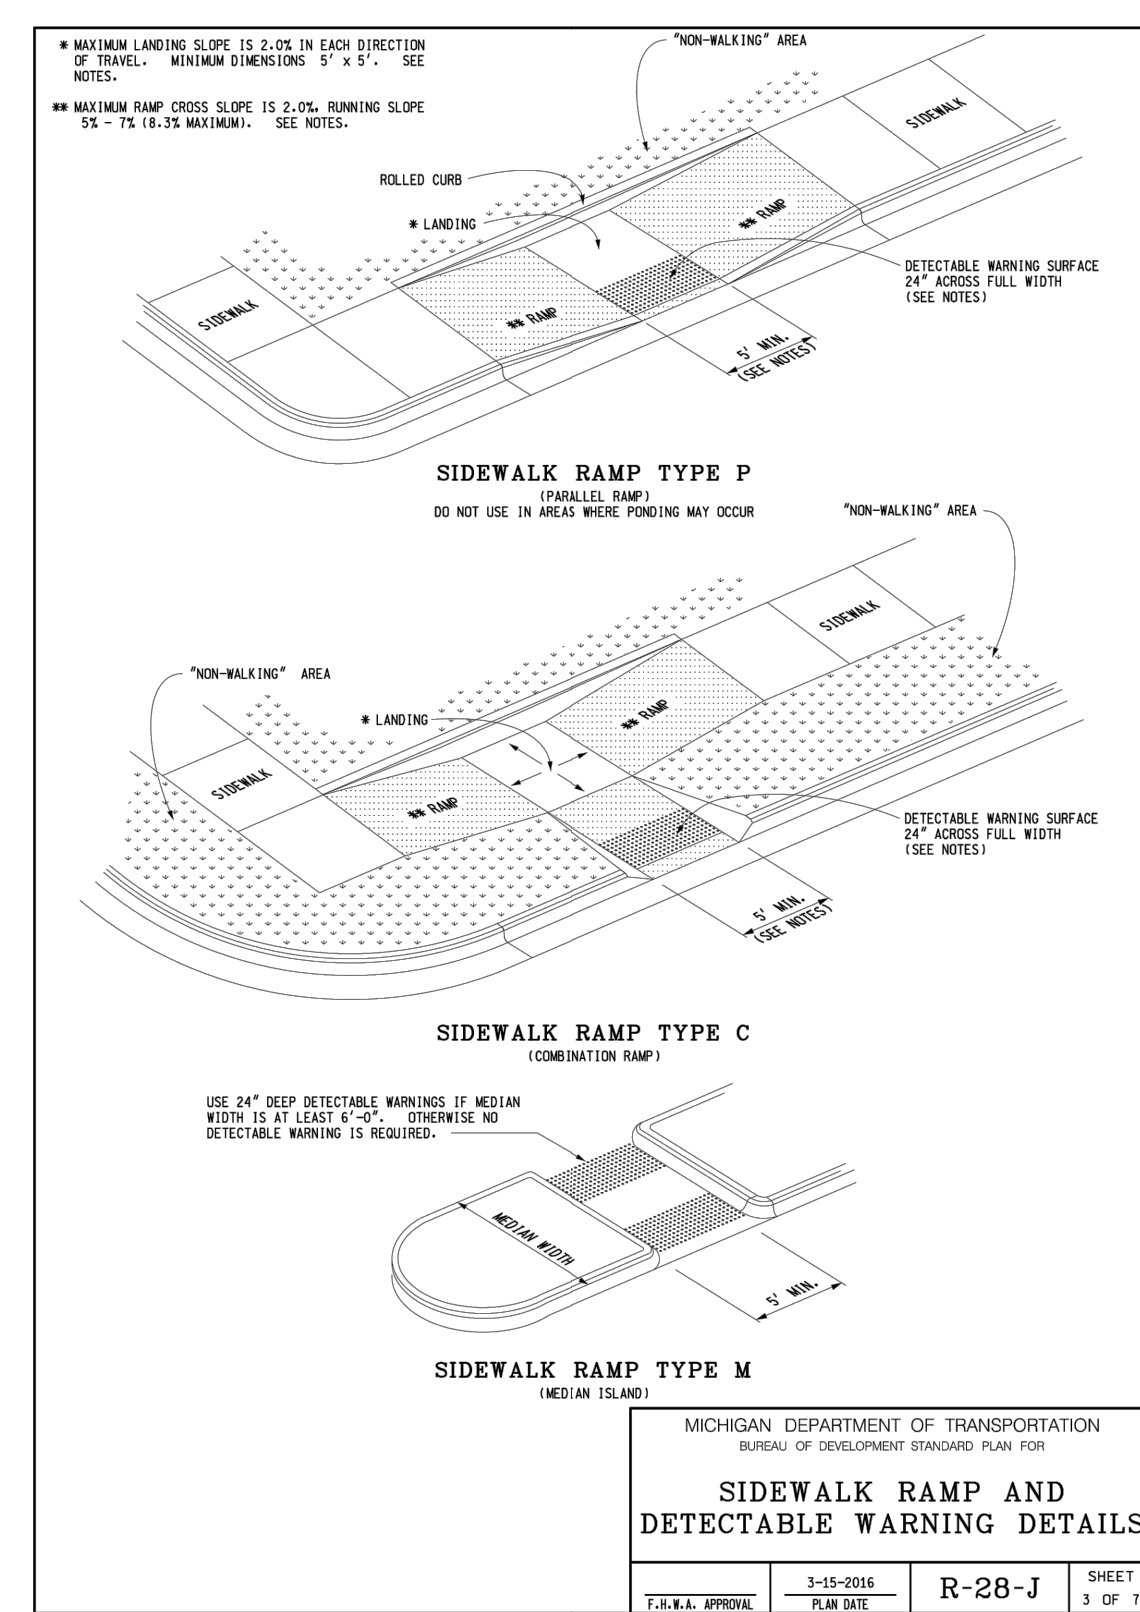 * MAXIMUM LANDING SLOPE IS 2.0% IN EACH DIRECTION
OF TRAVEL. MINIMUM DIMENSIONS 5' x 5'. SEE
NOTES.
** MAXIMUM RAMP CROSS SLOPE IS 2.0%, RUNNING SLOPE
5% - 7% (8.3% MAXIMUM). SEE NOTES.
"NON-WALKING" AREA
SIDEWALK
ROLLED CURB
* LANDING
** RAMP
DETECTABLE WARNING SURFACE
24" ACROSS FULL WIDTH
(SEE NOTES)
SIDEWALK
** RAMP
5' MIN.
(SEE NOTES)
SIDEWALK RAMP TYPE P
(PARALLEL RAMP)
DO NOT USE IN AREAS WHERE PONDING MAY OCCUR
"NON-WALKING" AREA
SIDEWALK
"NON-WALKING" AREA
* LANDING
** RAMP
SIDEWALK
** RAMP
DETECTABLE WARNING SURFACE
24" ACROSS FULL WIDTH
(SEE NOTES)
5' MIN.
(SEE NOTES)
SIDEWALK RAMP TYPE C
(COMBINATION RAMP)
USE 24" DEEP DETECTABLE WARNINGS IF MEDIAN
WIDTH IS AT LEAST 6'-0". OTHERWISE NO
DETECTABLE WARNING IS REQUIRED.
MEDIAN WIDTH
5' MIN.
SIDEWALK RAMP TYPE M
(MEDIAN ISLAND)
MICHIGAN DEPARTMENT OF TRANSPORTATION
BUREAU OF DEVELOPMENT STANDARD PLAN FOR
SIDEWALK RAMP AND
DETECTABLE WARNING DETAILS
F.H.W.A. APPROVAL
3-15-2016
PLAN DATE
R-28-J
SHEET
3 OF 7